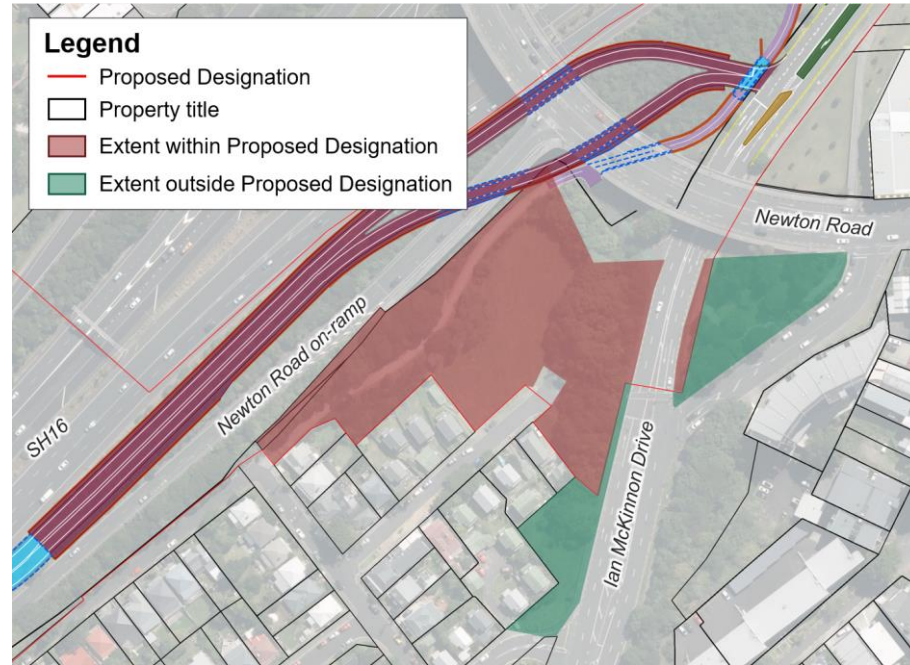 Legend
Proposed Designation
Property title
Extent within Proposed Designation
Extent outside Proposed Designation
Newton Road
Newton Road on-ramp
SH16
Ian McKinnon Drive